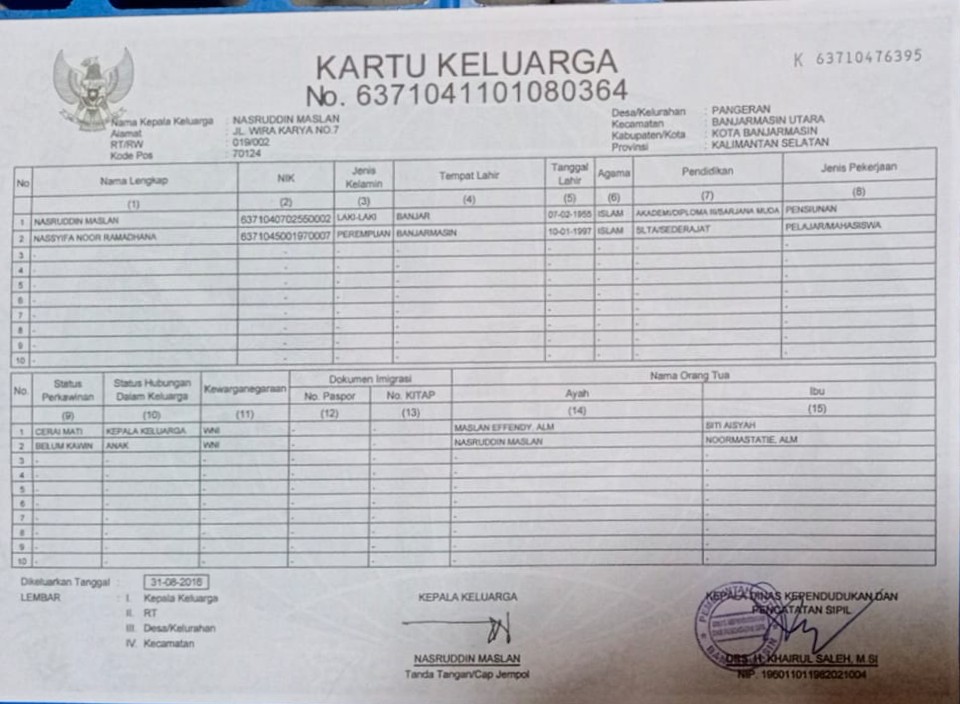 KARTU KELUARGA
No. 6371041101080364
K 63710476395
Nama Kepala Keluarga : NASRUDDIN MASLAN
Alamat : JL. WIRA KARYA NO.7
RT/RW : 019/002
Kode Pos : 70124
Desa/Kelurahan : PANGERAN
Kecamatan : BANJARMASIN UTARA
Kabupaten/Kota : KOTA BANJARMASIN
Provinsi : KALIMANTAN SELATAN
No Nama Lengkap NIK Jenis Kelamin Tempat Lahir Tanggal Lahir Agama Pendidikan Jenis Pekerjaan
(1) (2) (3) (4) (5) (6) (7) (8)
1 NASRUDDIN MASLAN 6371040702550002 LAKI-LAKI BANJAR 07-02-1955 ISLAM AKADEMI/DIPLOMA III/SARJANA MUDA PENSIUNAN
2 NASSYIFA NOOR RAMADHANA 6371045001970007 PEREMPUAN BANJARMASIN 10-01-1997 ISLAM SLTA/SEDERAJAT PELAJAR/MAHASISWA
3 - - - - - - - -
4 - - - - - - - -
5 - - - - - - - -
6 - - - - - - - -
7 - - - - - - - -
8 - - - - - - - -
9 - - - - - - - -
10 - - - - - - - -
No. Status Perkawinan Status Hubungan Dalam Keluarga Kewarganegaraan Dokumen Imigrasi Nama Orang Tua
No. Paspor No. KITAP Ayah Ibu
(9) (10) (11) (12) (13) (14) (15)
1 CERAI MATI KEPALA KELUARGA WNI - - MASLAN EFFENDY, ALM SITI AISYAH
2 BELUM KAWIN ANAK WNI - - NASRUDDIN MASLAN NOORMASTATIE, ALM
3 - - - - - - -
4 - - - - - - -
5 - - - - - - -
6 - - - - - - -
7 - - - - - - -
8 - - - - - - -
9 - - - - - - -
10 - - - - - - -
Dikeluarkan Tanggal :
LEMBAR : I. Kepala Keluarga
II. RT
III. Desa/Kelurahan
IV. Kecamatan
KEPALA KELUARGA
NASRUDDIN MASLAN
Tanda Tangan/Cap Jempol
KEPALA DINAS KEPENDUDUKAN DAN
PENCATATAN SIPIL
DRS. H. KHAIRUL SALEH, M.SI
NIP.